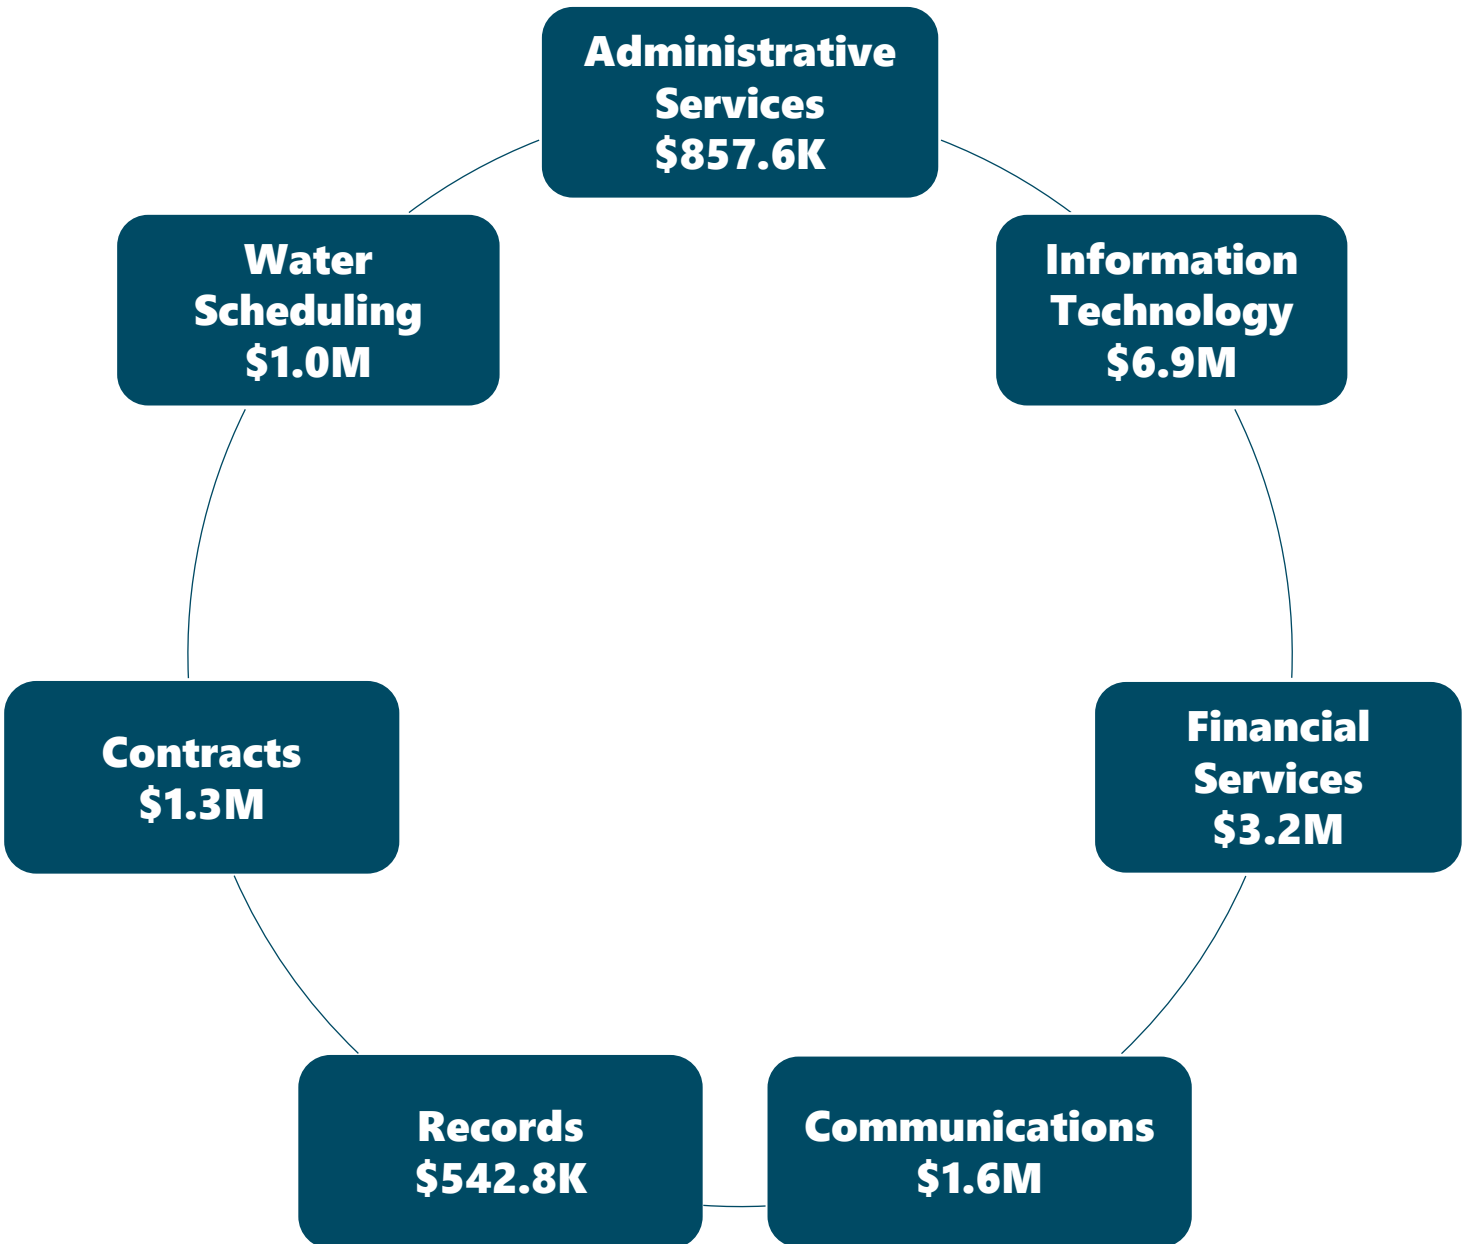 Administrative
Services
$857.6K
Information
Technology
$6.9M
Financial
Services
$3.2M
Communications
$1.6M
Records
$542.8K
Contracts
$1.3M
Water
Scheduling
$1.0M